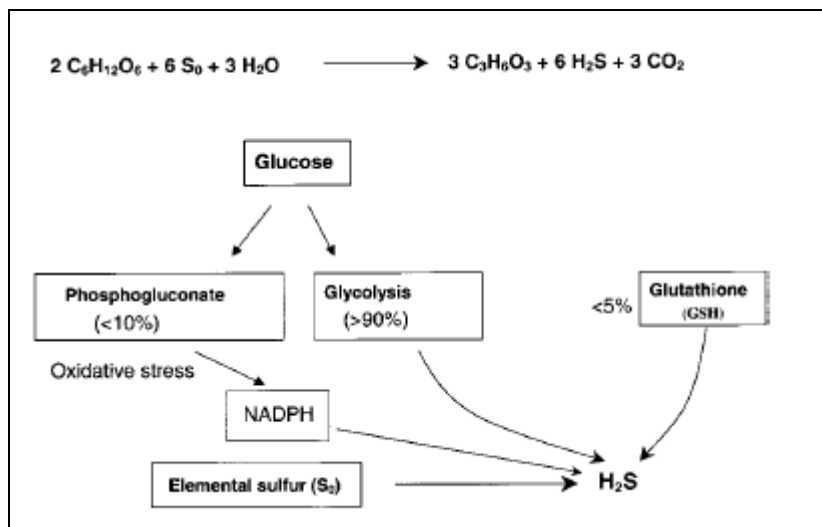 2 C₆H₁₂O₆ + 6 S₀ + 3 H₂O → 3 C₃H₆O₃ + 6 H₂S + 3 CO₂
Glucose
Phosphogluconate
(<10%)
Glycolysis
(>90%)
<5%
Glutathione
(GSH)
Oxidative stress
NADPH
Elemental sulfur (S₀)
H₂S